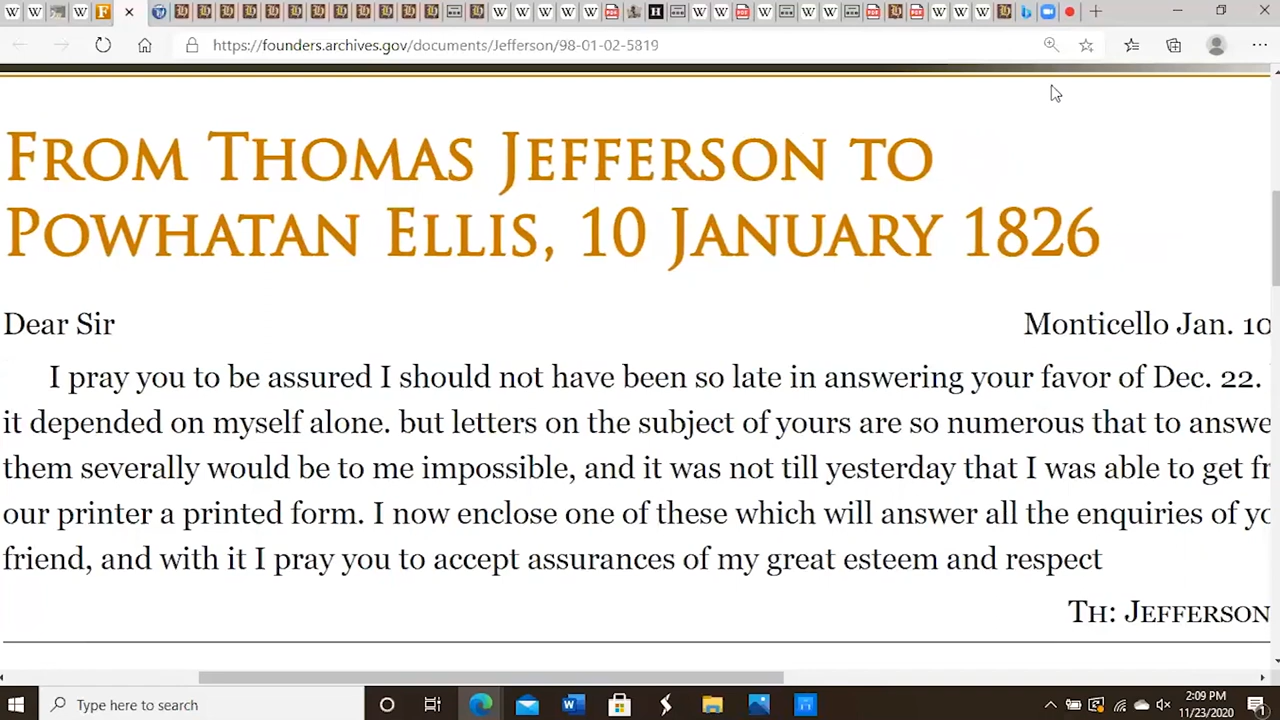 https://founders.archives.gov/documents/Jefferson/98-01-02-5819
FROM THOMAS JEFFERSON TO
POWHATAN ELLIS, 10 JANUARY 1826
Dear Sir
Monticello Jan. 10
I pray you to be assured I should not have been so late in answering your favor of Dec. 22.
it depended on myself alone. but letters on the subject of yours are so numerous that to answe
them severally would be to me impossible, and it was not till yesterday that I was able to get fr
our printer a printed form. I now enclose one of these which will answer all the enquiries of yo
friend, and with it I pray you to accept assurances of my great esteem and respect
TH: JEFFERSON
Type here to search
2:09 PM
11/23/2020